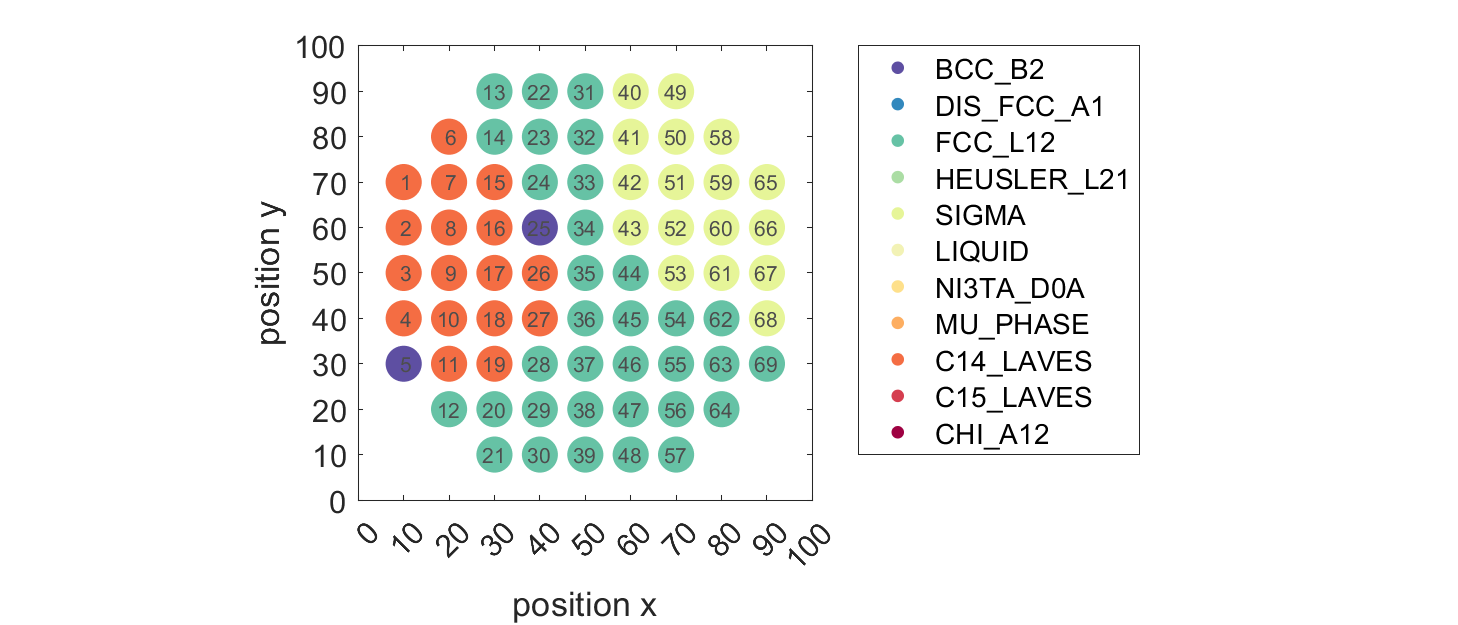 100
90
80
70
60
50
40
30
20
10
0
position y
13 22 31 40 49
6 14 23 32 41 50 58
1 7 15 24 33 42 51 59 65
2 8 16 25 34 43 52 60 66
3 9 17 26 35 44 53 61 67
4 10 18 27 36 45 54 62 68
5 11 19 28 37 46 55 63 69
12 20 29 38 47 56 64
21 30 39 48 57
0 10 20 30 40 50 60 70 80 90 100
position x
BCC_B2
DIS_FCC_A1
FCC_L12
HEUSLER_L21
SIGMA
LIQUID
NI3TA_D0A
MU_PHASE
C14_LAVES
C15_LAVES
CHI_A12